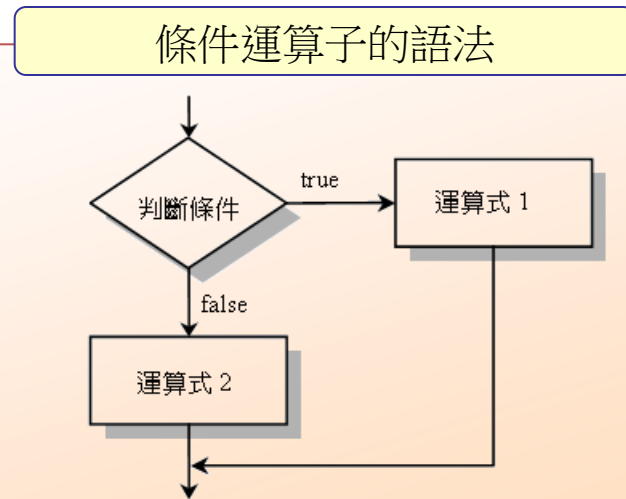 條件運算子的語法
判斷條件
true
運算式 1
false
運算式 2